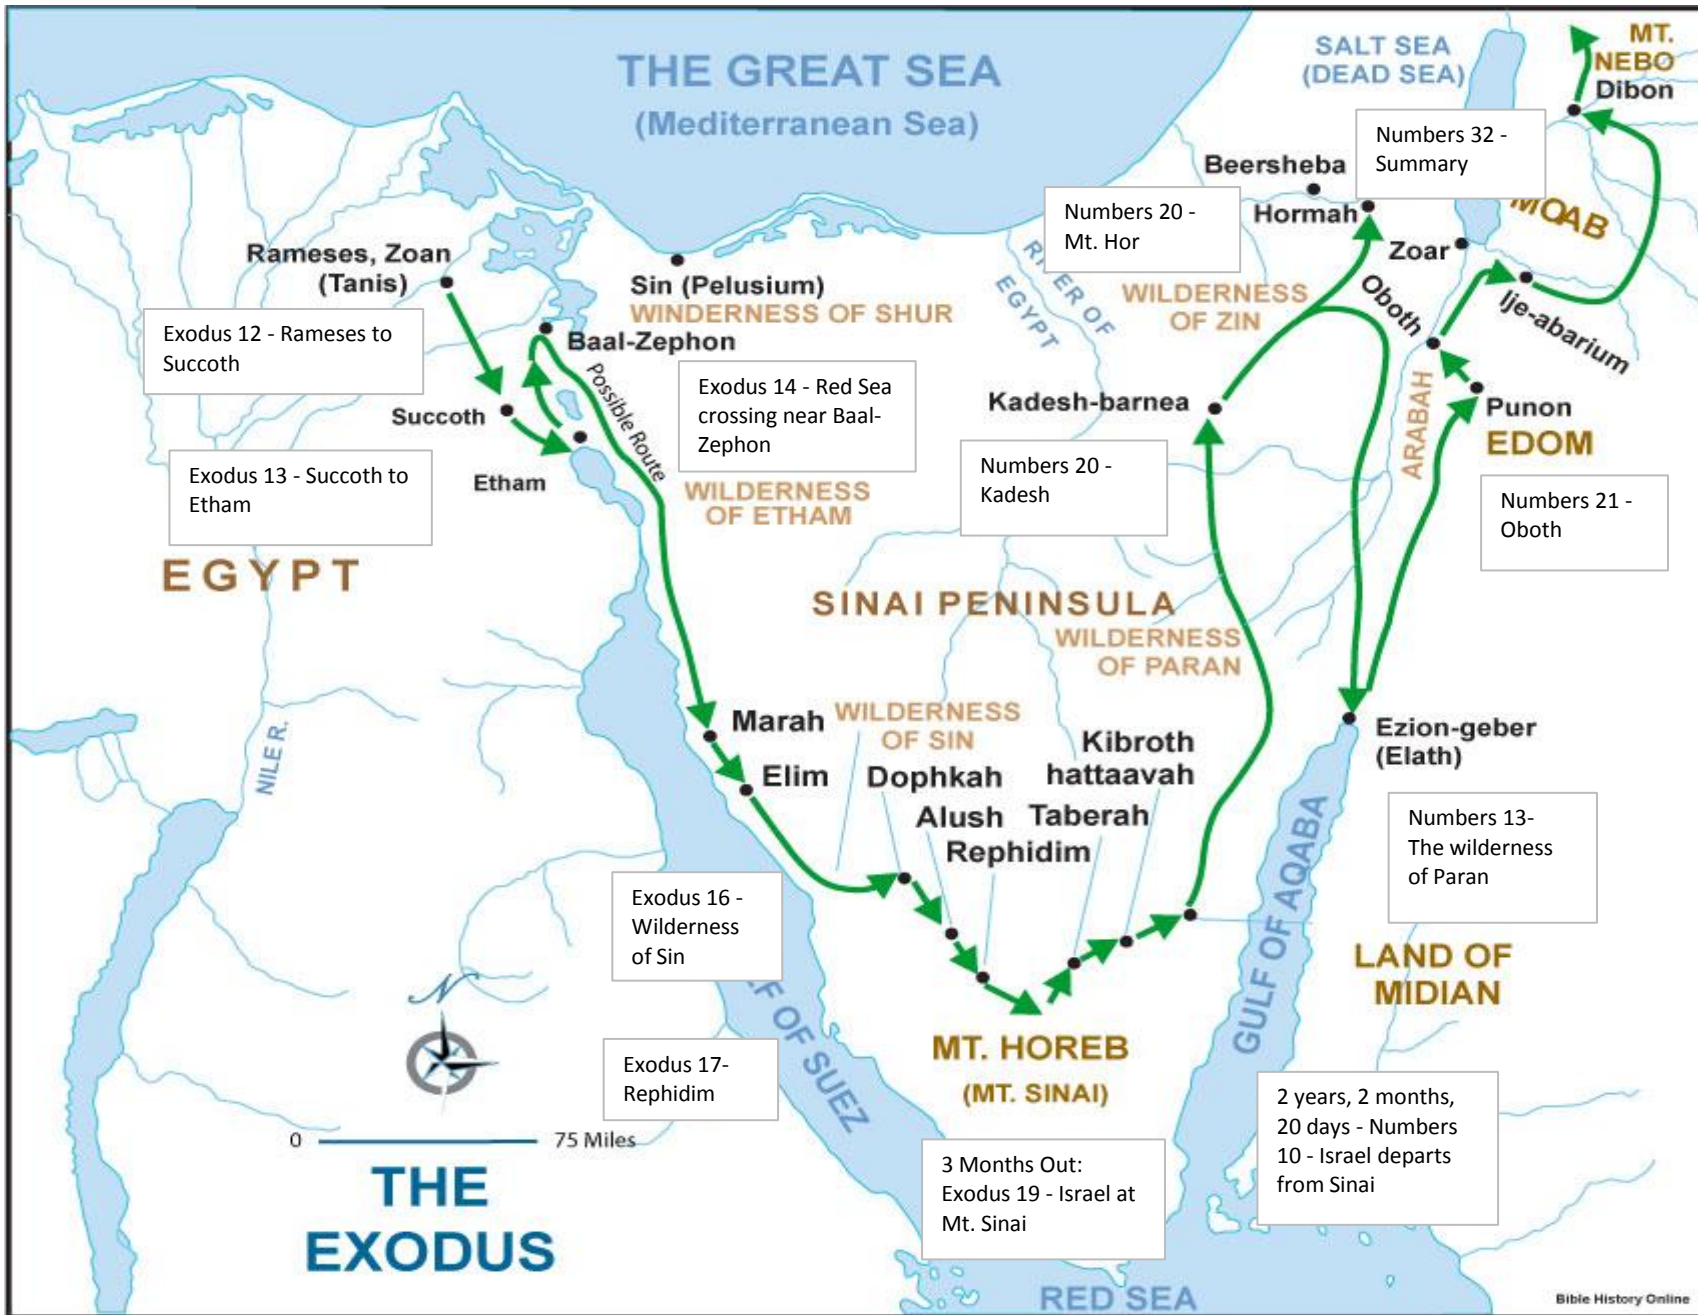 THE GREAT SEA
(Mediterranean Sea)
SALT SEA
(DEAD SEA)
MT.
NEBO
Dibon
Numbers 32 -
Summary
Beersheba
Hormah
MOAB
Zoar
Numbers 20 -
Mt. Hor
RIVER OF
EGYPT
WILDERNESS
OF ZIN
Oboth
Ije-abarium
Rameses, Zoan
(Tanis)
Sin (Pelusium)
WINDERNESS OF SHUR
Exodus 12 - Rameses to
Succoth
Baal-Zephon
Possible Route
Exodus 14 - Red Sea
crossing near Baal-
Zephon
Succoth
Kadesh-barnea
ARABAH
Punon
EDOM
Exodus 13 - Succoth to
Etham
Etham
WILDERNESS
OF ETHAM
Numbers 20 -
Kadesh
Numbers 21 -
Oboth
EGYPT
SINAI PENINSULA
WILDERNESS
OF PARAN
NILE R.
Marah
WILDERNESS
OF SIN
Elim
Dophkah
Alush
Rephidim
Kibroth
hattaavah
Taberah
Ezion-geber
(Elath)
Numbers 13-
The wilderness
of Paran
GULF OF AQABA
Exodus 16 -
Wilderness
of Sin
LF OF SUEZ
LAND OF
MIDIAN
N
Exodus 17-
Rephidim
MT. HOREB
(MT. SINAI)
2 years, 2 months,
20 days - Numbers
10 - Israel departs
from Sinai
0 75 Miles
3 Months Out:
Exodus 19 - Israel at
Mt. Sinai
THE
EXODUS
RED SEA
Bible History Online